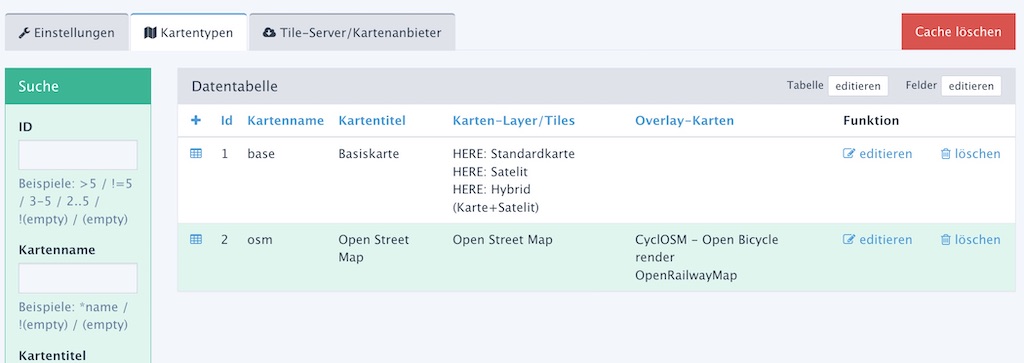 Einstellungen
Kartentypen
Tile-Server/Kartenanbieter
Cache löschen
Suche
ID
Beispiele: >5 / !=5
/ 3-5 / 2..5 /
!(empty) / (empty)
Kartenname
Beispiele: *name /
!(empty) / (empty)
Kartentitel
Datentabelle
Tabelle editieren
Felder editieren
+ Id Kartenname Kartentitel Karten-Layer/Tiles Overlay-Karten Funktion
1 base Basiskarte HERE: Standardkarte editieren löschen
HERE: Satelit
HERE: Hybrid
(Karte+Satelit)
2 osm Open Street Open Street Map CyclOSM - Open Bicycle editieren löschen
Map render
OpenRailwayMap